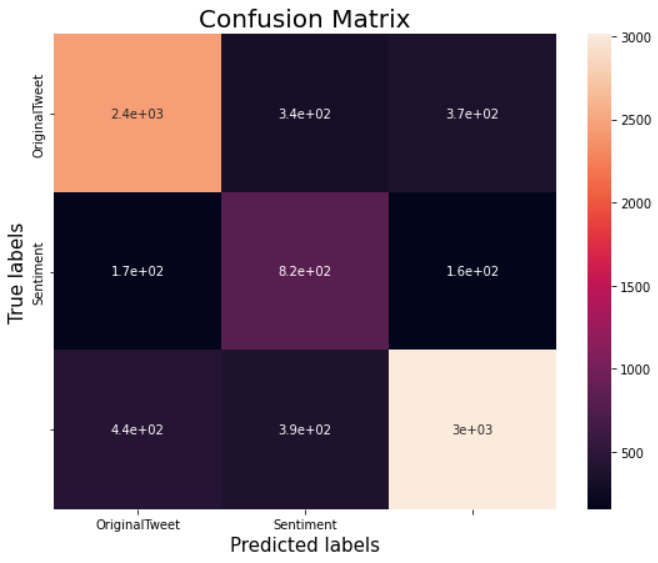 Confusion Matrix
OriginalTweet
Sentiment
True labels
2.4e+03 3.4e+02 3.7e+02
1.7e+02 8.2e+02 1.6e+02
4.4e+02 3.9e+02 3e+03
OriginalTweet Sentiment
Predicted labels
3000
2500
2000
1500
1000
500